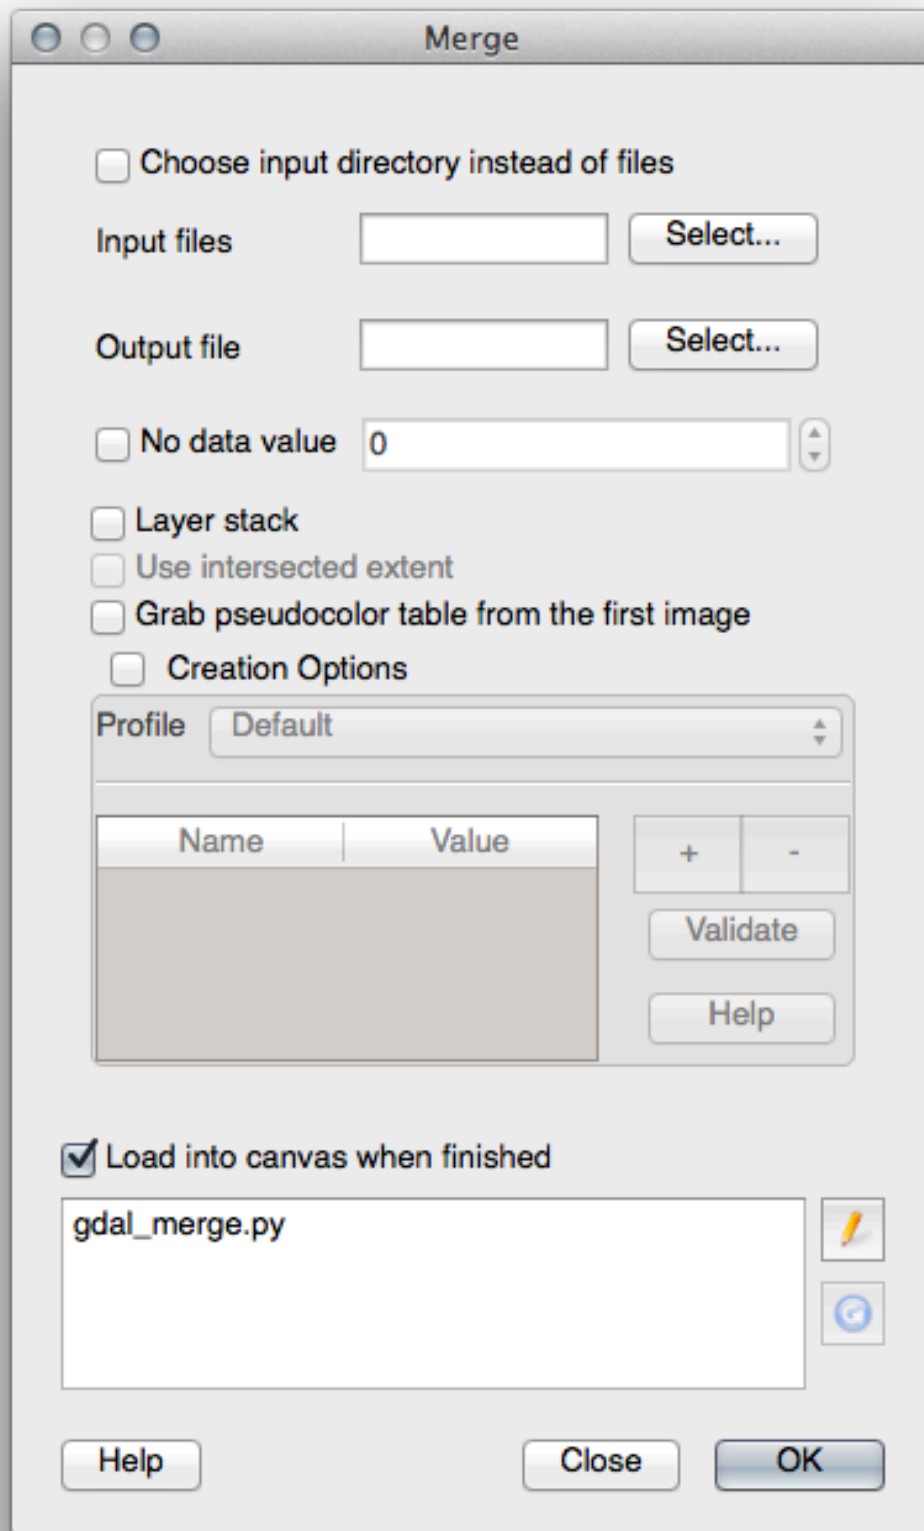 Merge
Choose input directory instead of files
Input files Select...
Output file Select...
No data value 0
Layer stack
Use intersected extent
Grab pseudocolor table from the first image
Creation Options
Profile Default
Name Value + -
Validate
Help
Load into canvas when finished
gdal_merge.py
Help Close OK